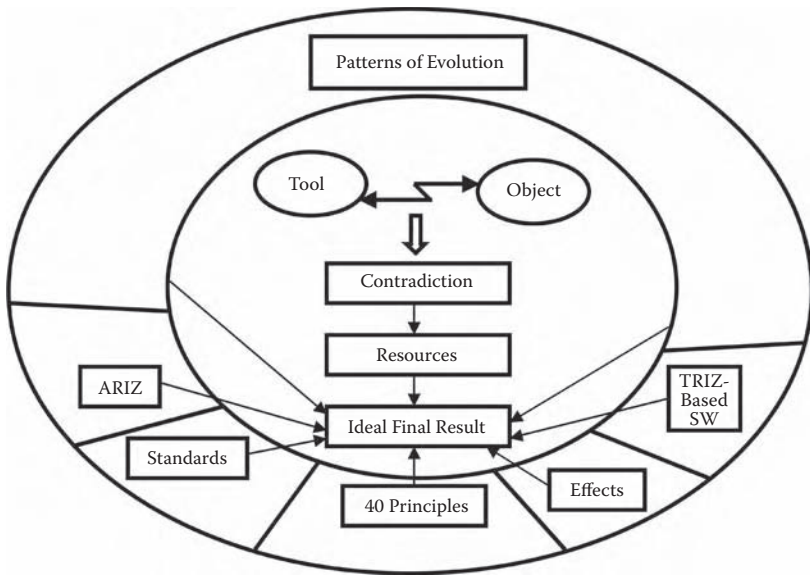 Patterns of Evolution
Tool
Object
Contradiction
Resources
ARIZ
TRIZ-
Based
SW
Ideal Final Result
Standards
40 Principles
Effects